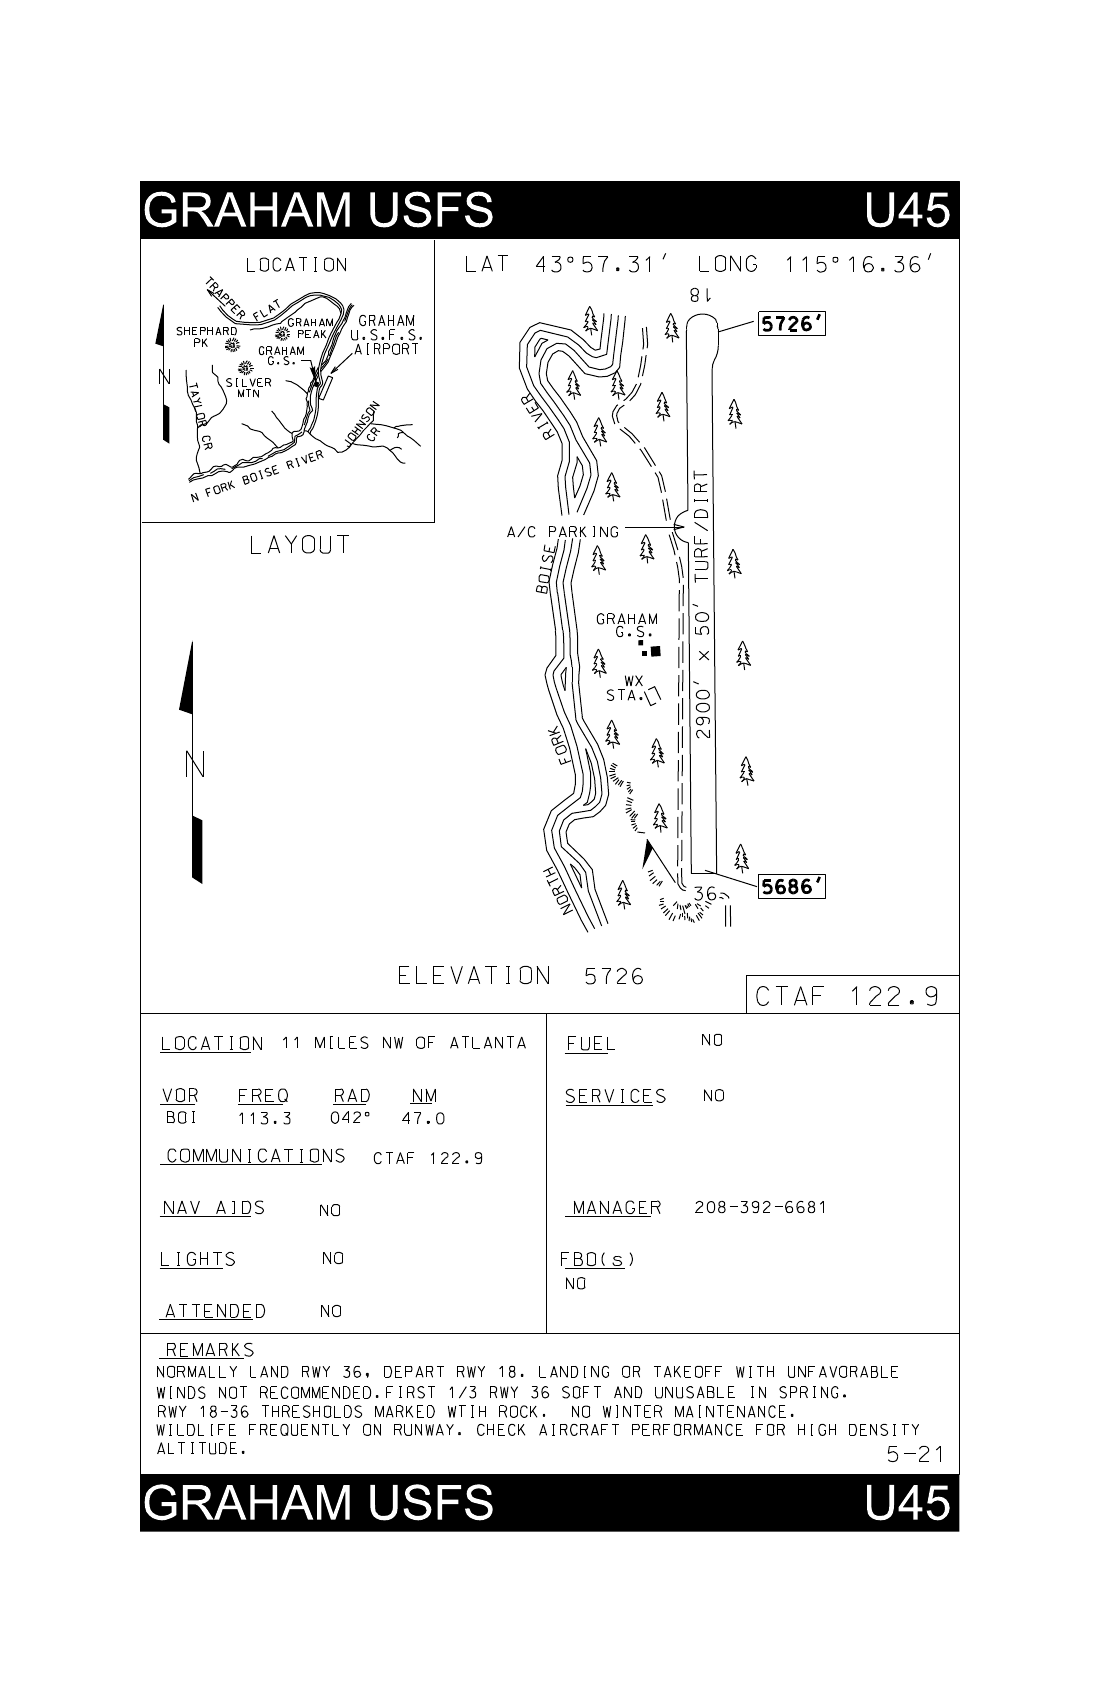 GRAHAM USFS U45
LOCATION
TRAPPER FLAT
SHEPHARD
PK
GRAHAM
PEAK
GRAHAM
U.S.F.S.
AIRPORT
GRAHAM
G.S.
SILVER
MTN
N
TAYLOR CR
JOHNSON
CR
N FORK BOISE RIVER
LAYOUT
N
LAT 43°57.31′ LONG 115°16.36′
18
5726′
RIVER
A/C PARKING
BOISE
2900′ x 50′ TURF/DIRT
GRAHAM
G.S.
WX
STA.
FORK
NORTH
36
5686′
ELEVATION 5726
CTAF 122.9
LOCATION 11 MILES NW OF ATLANTA
VOR FREQ RAD NM
BOI 113.3 042° 47.0
COMMUNICATIONS CTAF 122.9
NAV AIDS NO
LIGHTS NO
ATTENDED NO
FUEL NO
SERVICES NO
MANAGER 208-392-6681
FBO(s)
NO
REMARKS
NORMALLY LAND RWY 36, DEPART RWY 18. LANDING OR TAKEOFF WITH UNFAVORABLE
WINDS NOT RECOMMENDED.FIRST 1/3 RWY 36 SOFT AND UNUSABLE IN SPRING.
RWY 18-36 THRESHOLDS MARKED WTIH ROCK. NO WINTER MAINTENANCE.
WILDLIFE FREQUENTLY ON RUNWAY. CHECK AIRCRAFT PERFORMANCE FOR HIGH DENSITY
ALTITUDE.
5-21
GRAHAM USFS U45